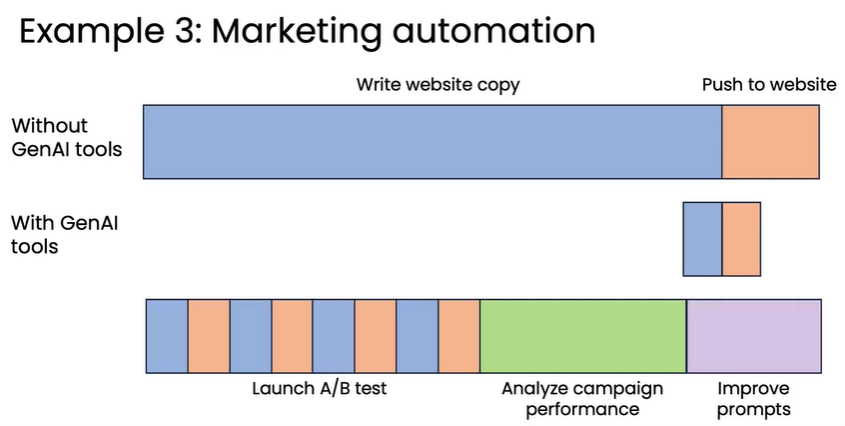 Example 3: Marketing automation
Write website copy
Push to website
Without
GenAI tools
With GenAI
tools
Launch A/B test
Analyze campaign
performance
Improve
prompts